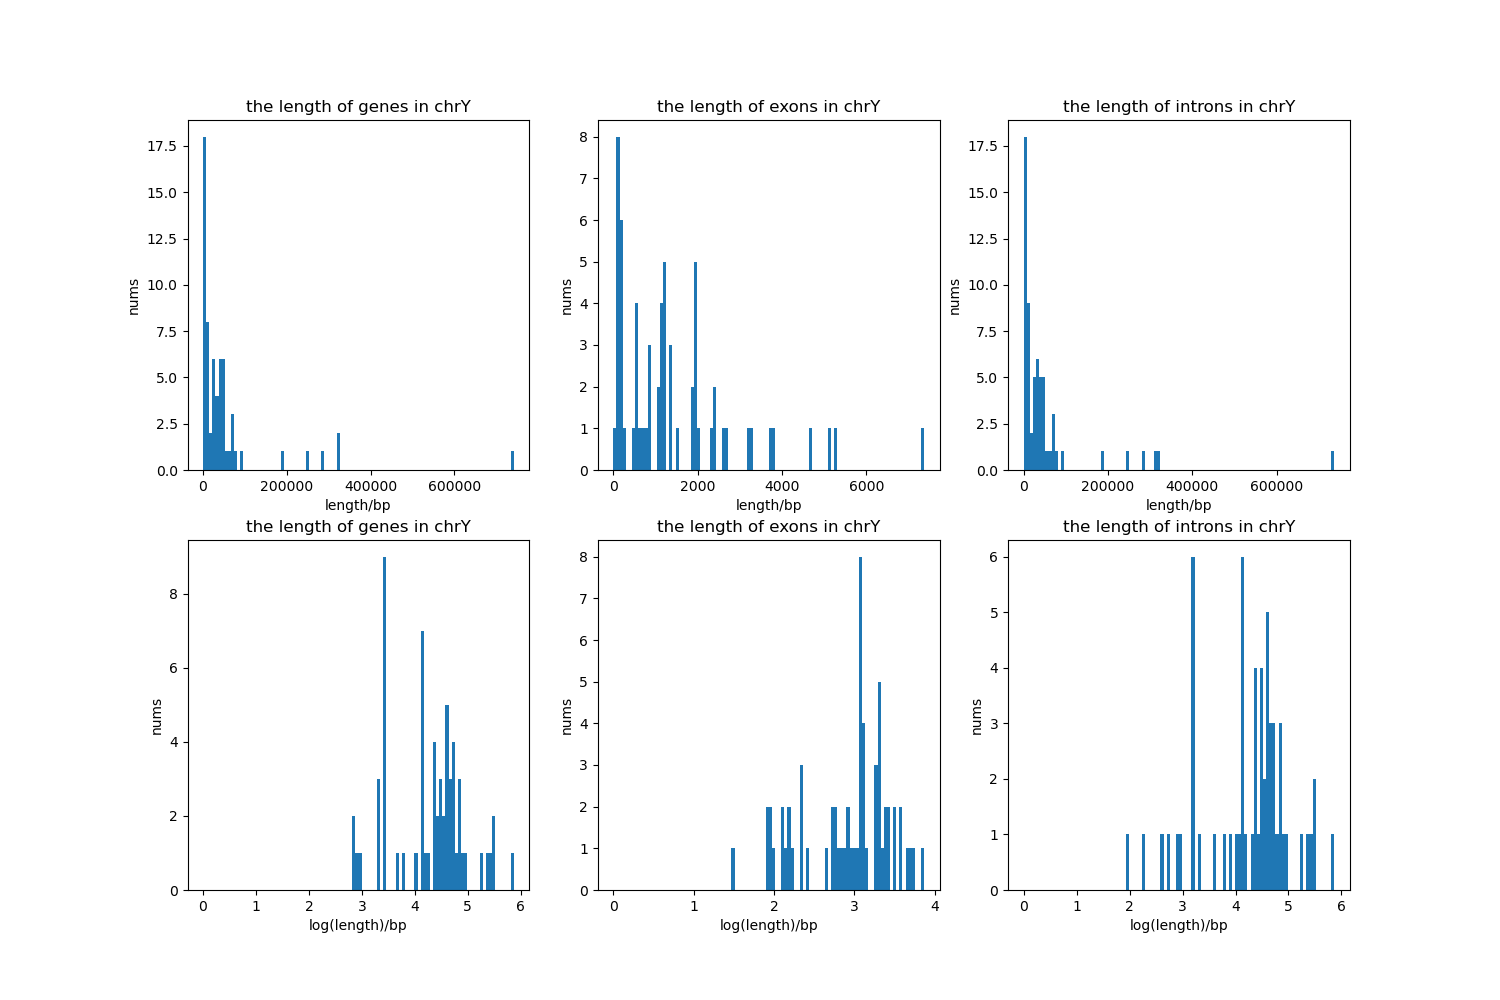 the length of genes in chrY
17.5
15.0
12.5
10.0
7.5
5.0
2.5
0.0
nums
0 200000 400000 600000
length/bp
the length of exons in chrY
8
7
6
5
4
3
2
1
0
nums
0 2000 4000 6000
length/bp
the length of introns in chrY
17.5
15.0
12.5
10.0
7.5
5.0
2.5
0.0
nums
0 200000 400000 600000
length/bp
the length of genes in chrY
8
6
4
2
0
nums
0 1 2 3 4 5 6
log(length)/bp
the length of exons in chrY
8
7
6
5
4
3
2
1
0
nums
0 1 2 3 4
log(length)/bp
the length of introns in chrY
6
5
4
3
2
1
0
nums
0 1 2 3 4 5 6
log(length)/bp